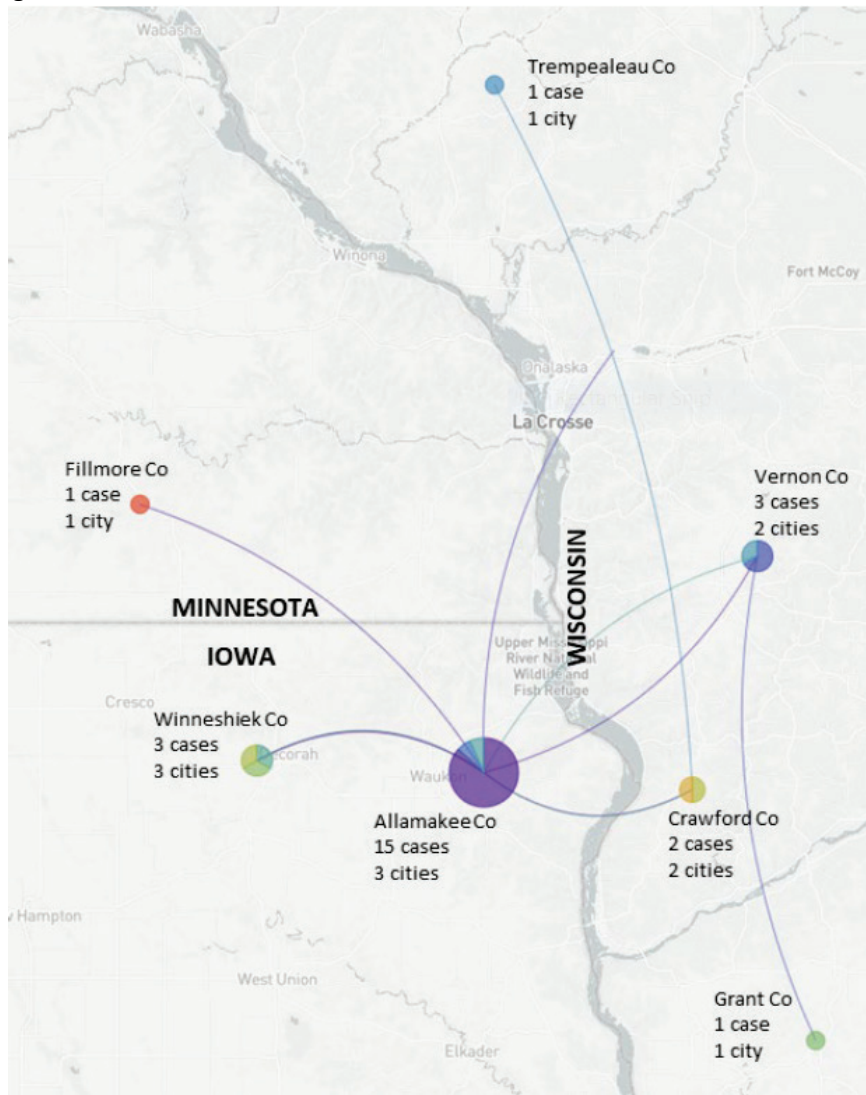 Wabasha
Trempealeau Co
1 case
1 city
Winona
Fort McCoy
Onalaska
La Crosse
Fillmore Co
1 case
1 city
Vernon Co
3 cases
2 cities
WISCONSIN
MINNESOTA
IOWA
Upper Mississippi
River National
Wildlife and
Fish Refuge
Cresco
Winneshiek Co
3 cases
3 cities
ecorah
Waukon
Allamakee Co
15 cases
3 cities
Crawford Co
2 cases
2 cities
Hampton
West Union
Grant Co
1 case
1 city
Elkader